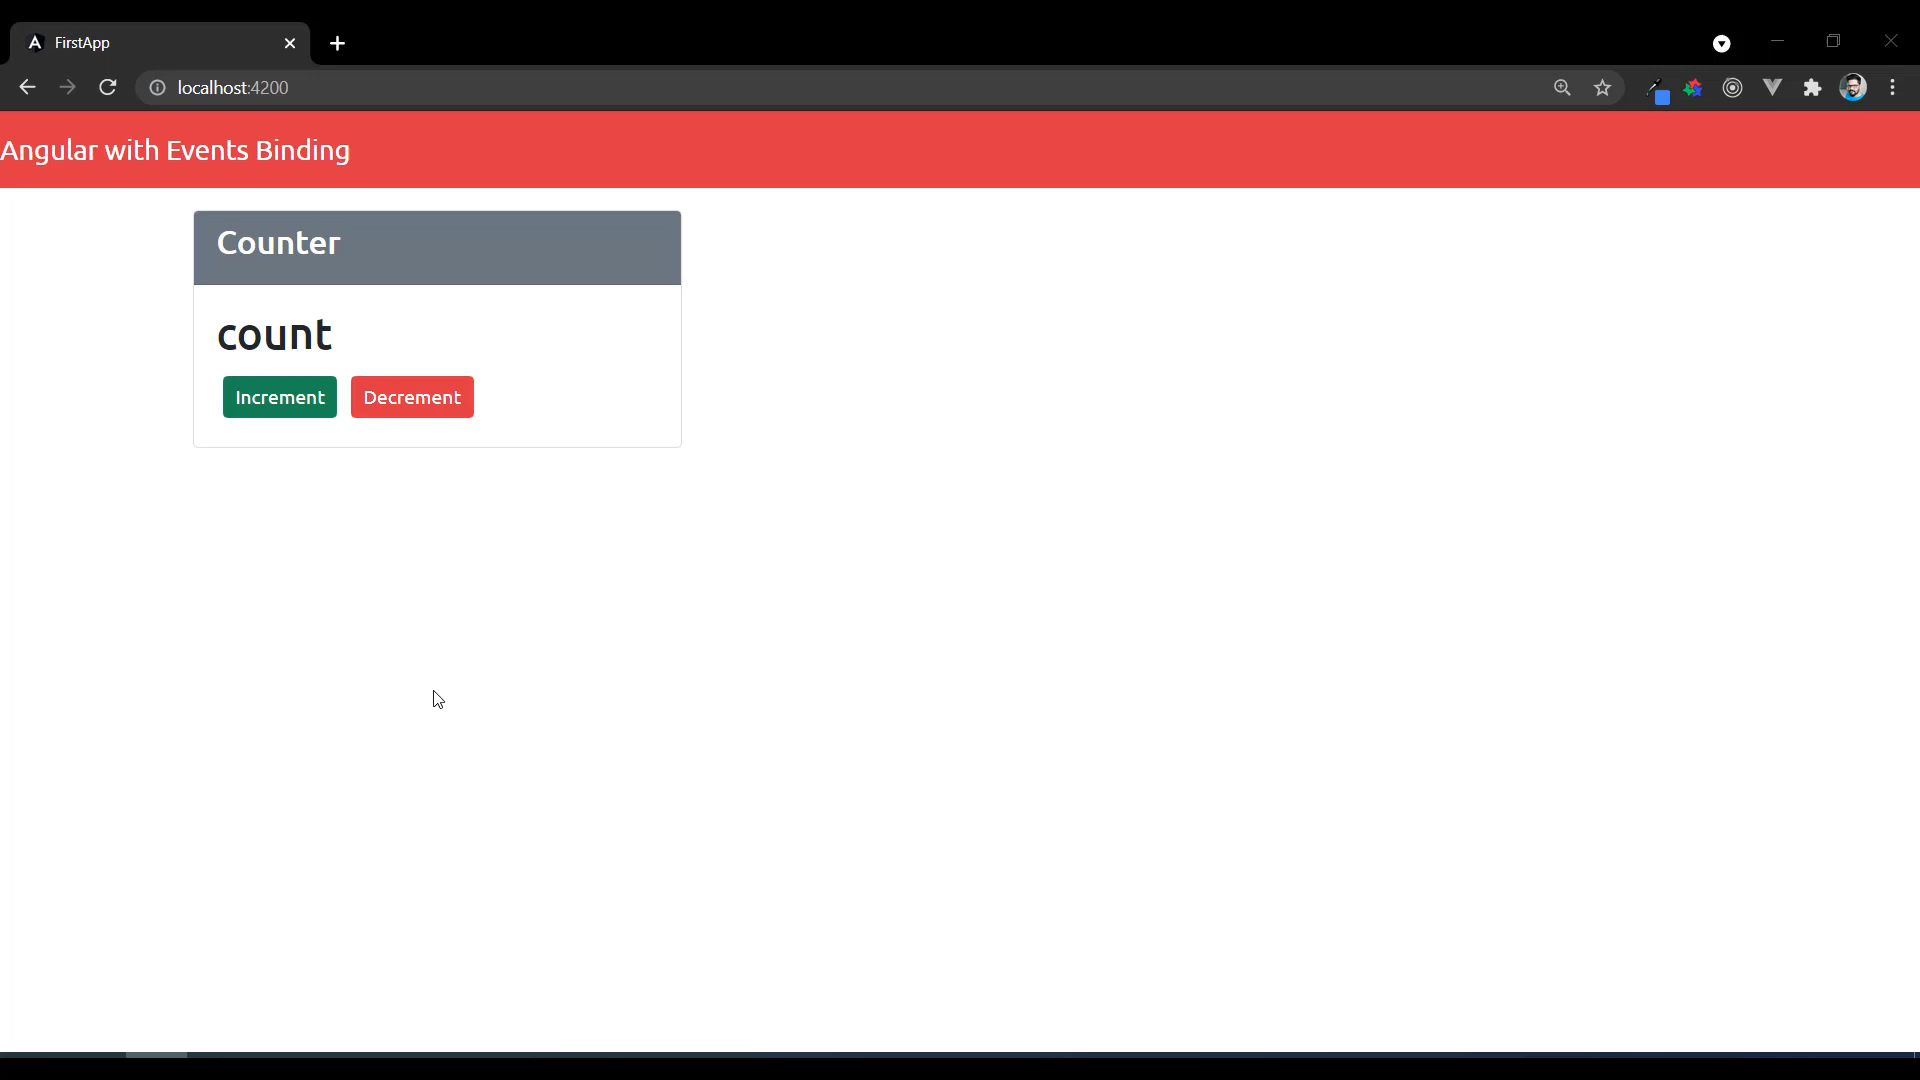 FirstApp
localhost:4200
Angular with Events Binding
Counter
count
Increment Decrement